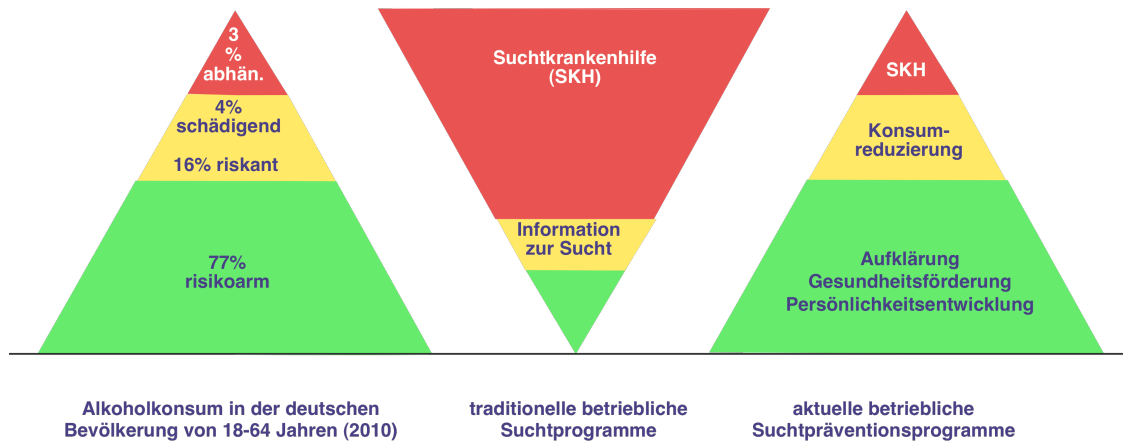 3
%
abhän.
4%
schädigend
16% riskant
77%
risikoarm
Suchtkrankenhilfe
(SKH)
Information
zur Sucht
SKH
Konsum-
reduzierung
Aufklärung
Gesundheitsförderung
Persönlichkeitsentwicklung
Alkoholkonsum in der deutschen
Bevölkerung von 18-64 Jahren (2010)
traditionelle betriebliche
Suchtprogramme
aktuelle betriebliche
Suchtpräventionsprogramme